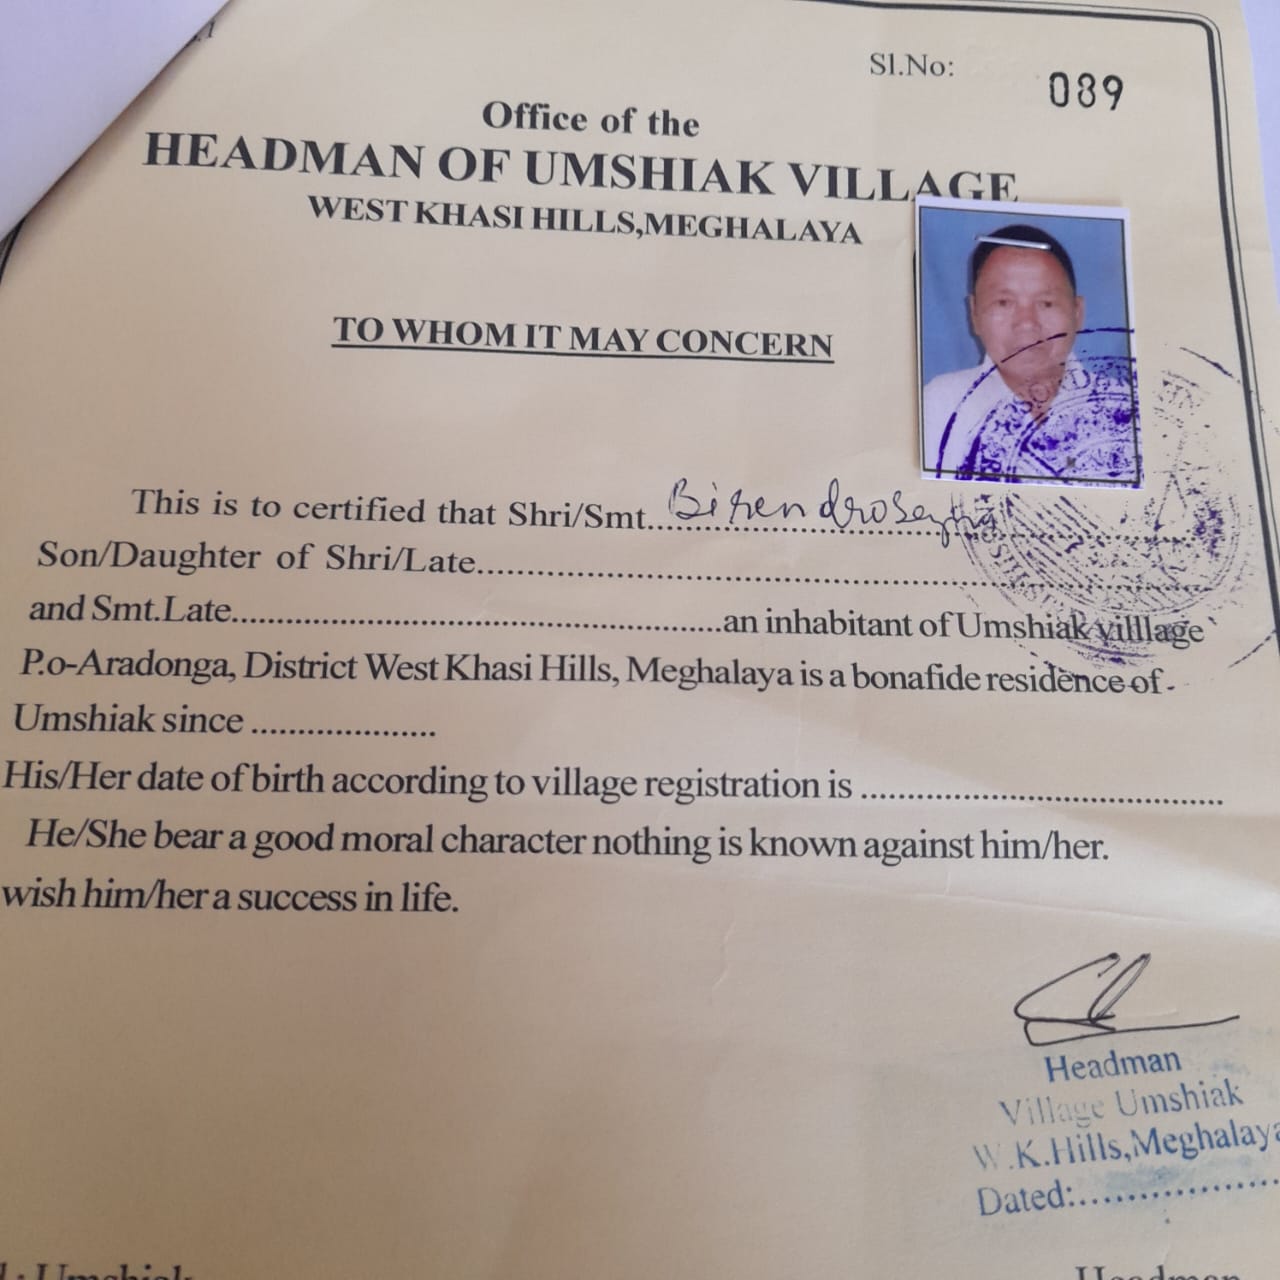 Sl.No: 089
Office of the
HEADMAN OF UMSHIAK VILLAGE
WEST KHASI HILLS,MEGHALAYA
TO WHOM IT MAY CONCERN
This is to certified that Shri/Smt....Birendro
Son/Daughter of Shri/Late....
and Smt.Late....an inhabitant of Umshiak villlage
P.o-Aradonga, District West Khasi Hills, Meghalaya is a bonafide residence of
Umshiak since ....................
His/Her date of birth according to village registration is ....
He/She bear a good moral character nothing is known against him/her.
wish him/her a success in life.
Headman
Village Umshiak
W.K.Hills,Meghalaya
Dated:....
Umshiak Headman